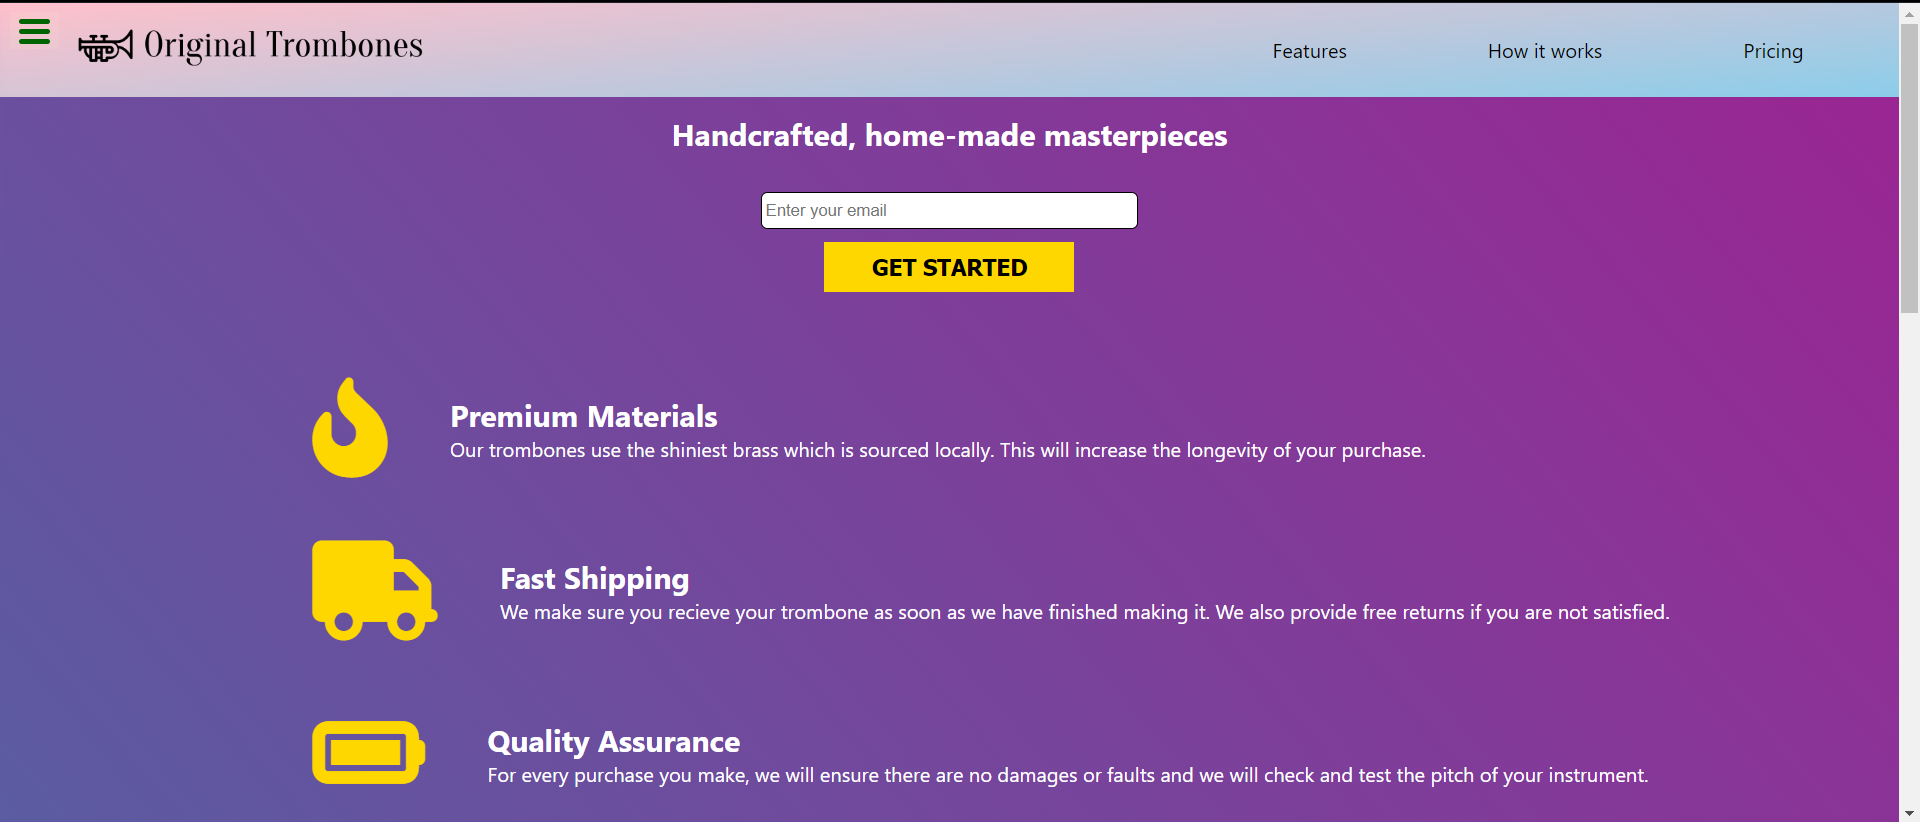 Original Trombones
Features
How it works
Pricing
Handcrafted, home-made masterpieces
Enter your email
GET STARTED
Premium Materials
Our trombones use the shiniest brass which is sourced locally. This will increase the longevity of your purchase.
Fast Shipping
We make sure you recieve your trombone as soon as we have finished making it. We also provide free returns if you are not satisfied.
Quality Assurance
For every purchase you make, we will ensure there are no damages or faults and we will check and test the pitch of your instrument.